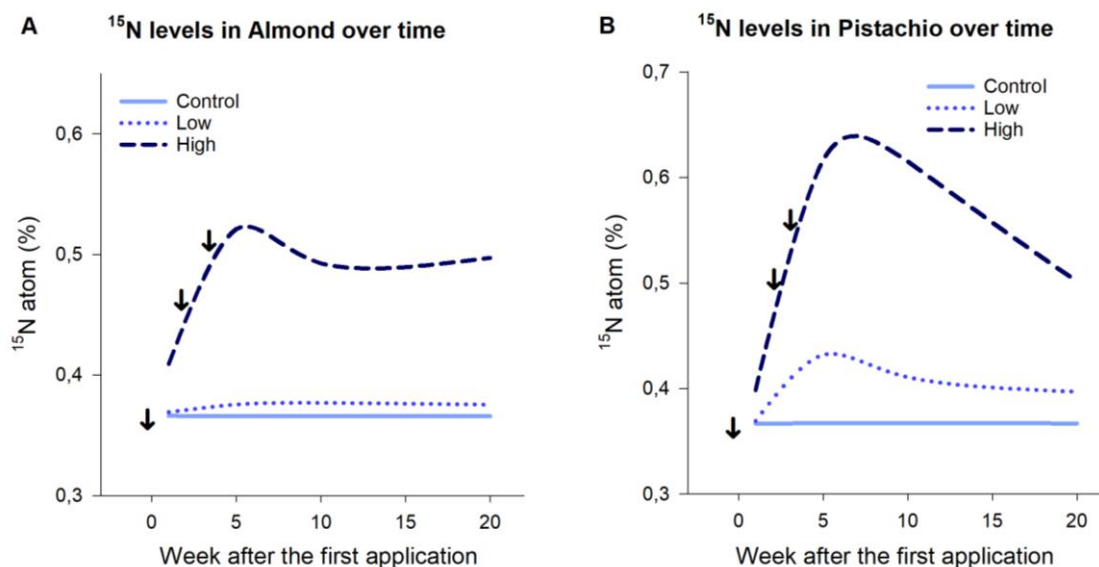 A
¹⁵N levels in Almond over time
Control
Low
High
0,6
0,5
0,4
0,3
¹⁵N atom (%)
0 5 10 15 20
Week after the first application
B
¹⁵N levels in Pistachio over time
Control
Low
High
0,7
0,6
0,5
0,4
0,3
¹⁵N atom (%)
0 5 10 15 20
Week after the first application